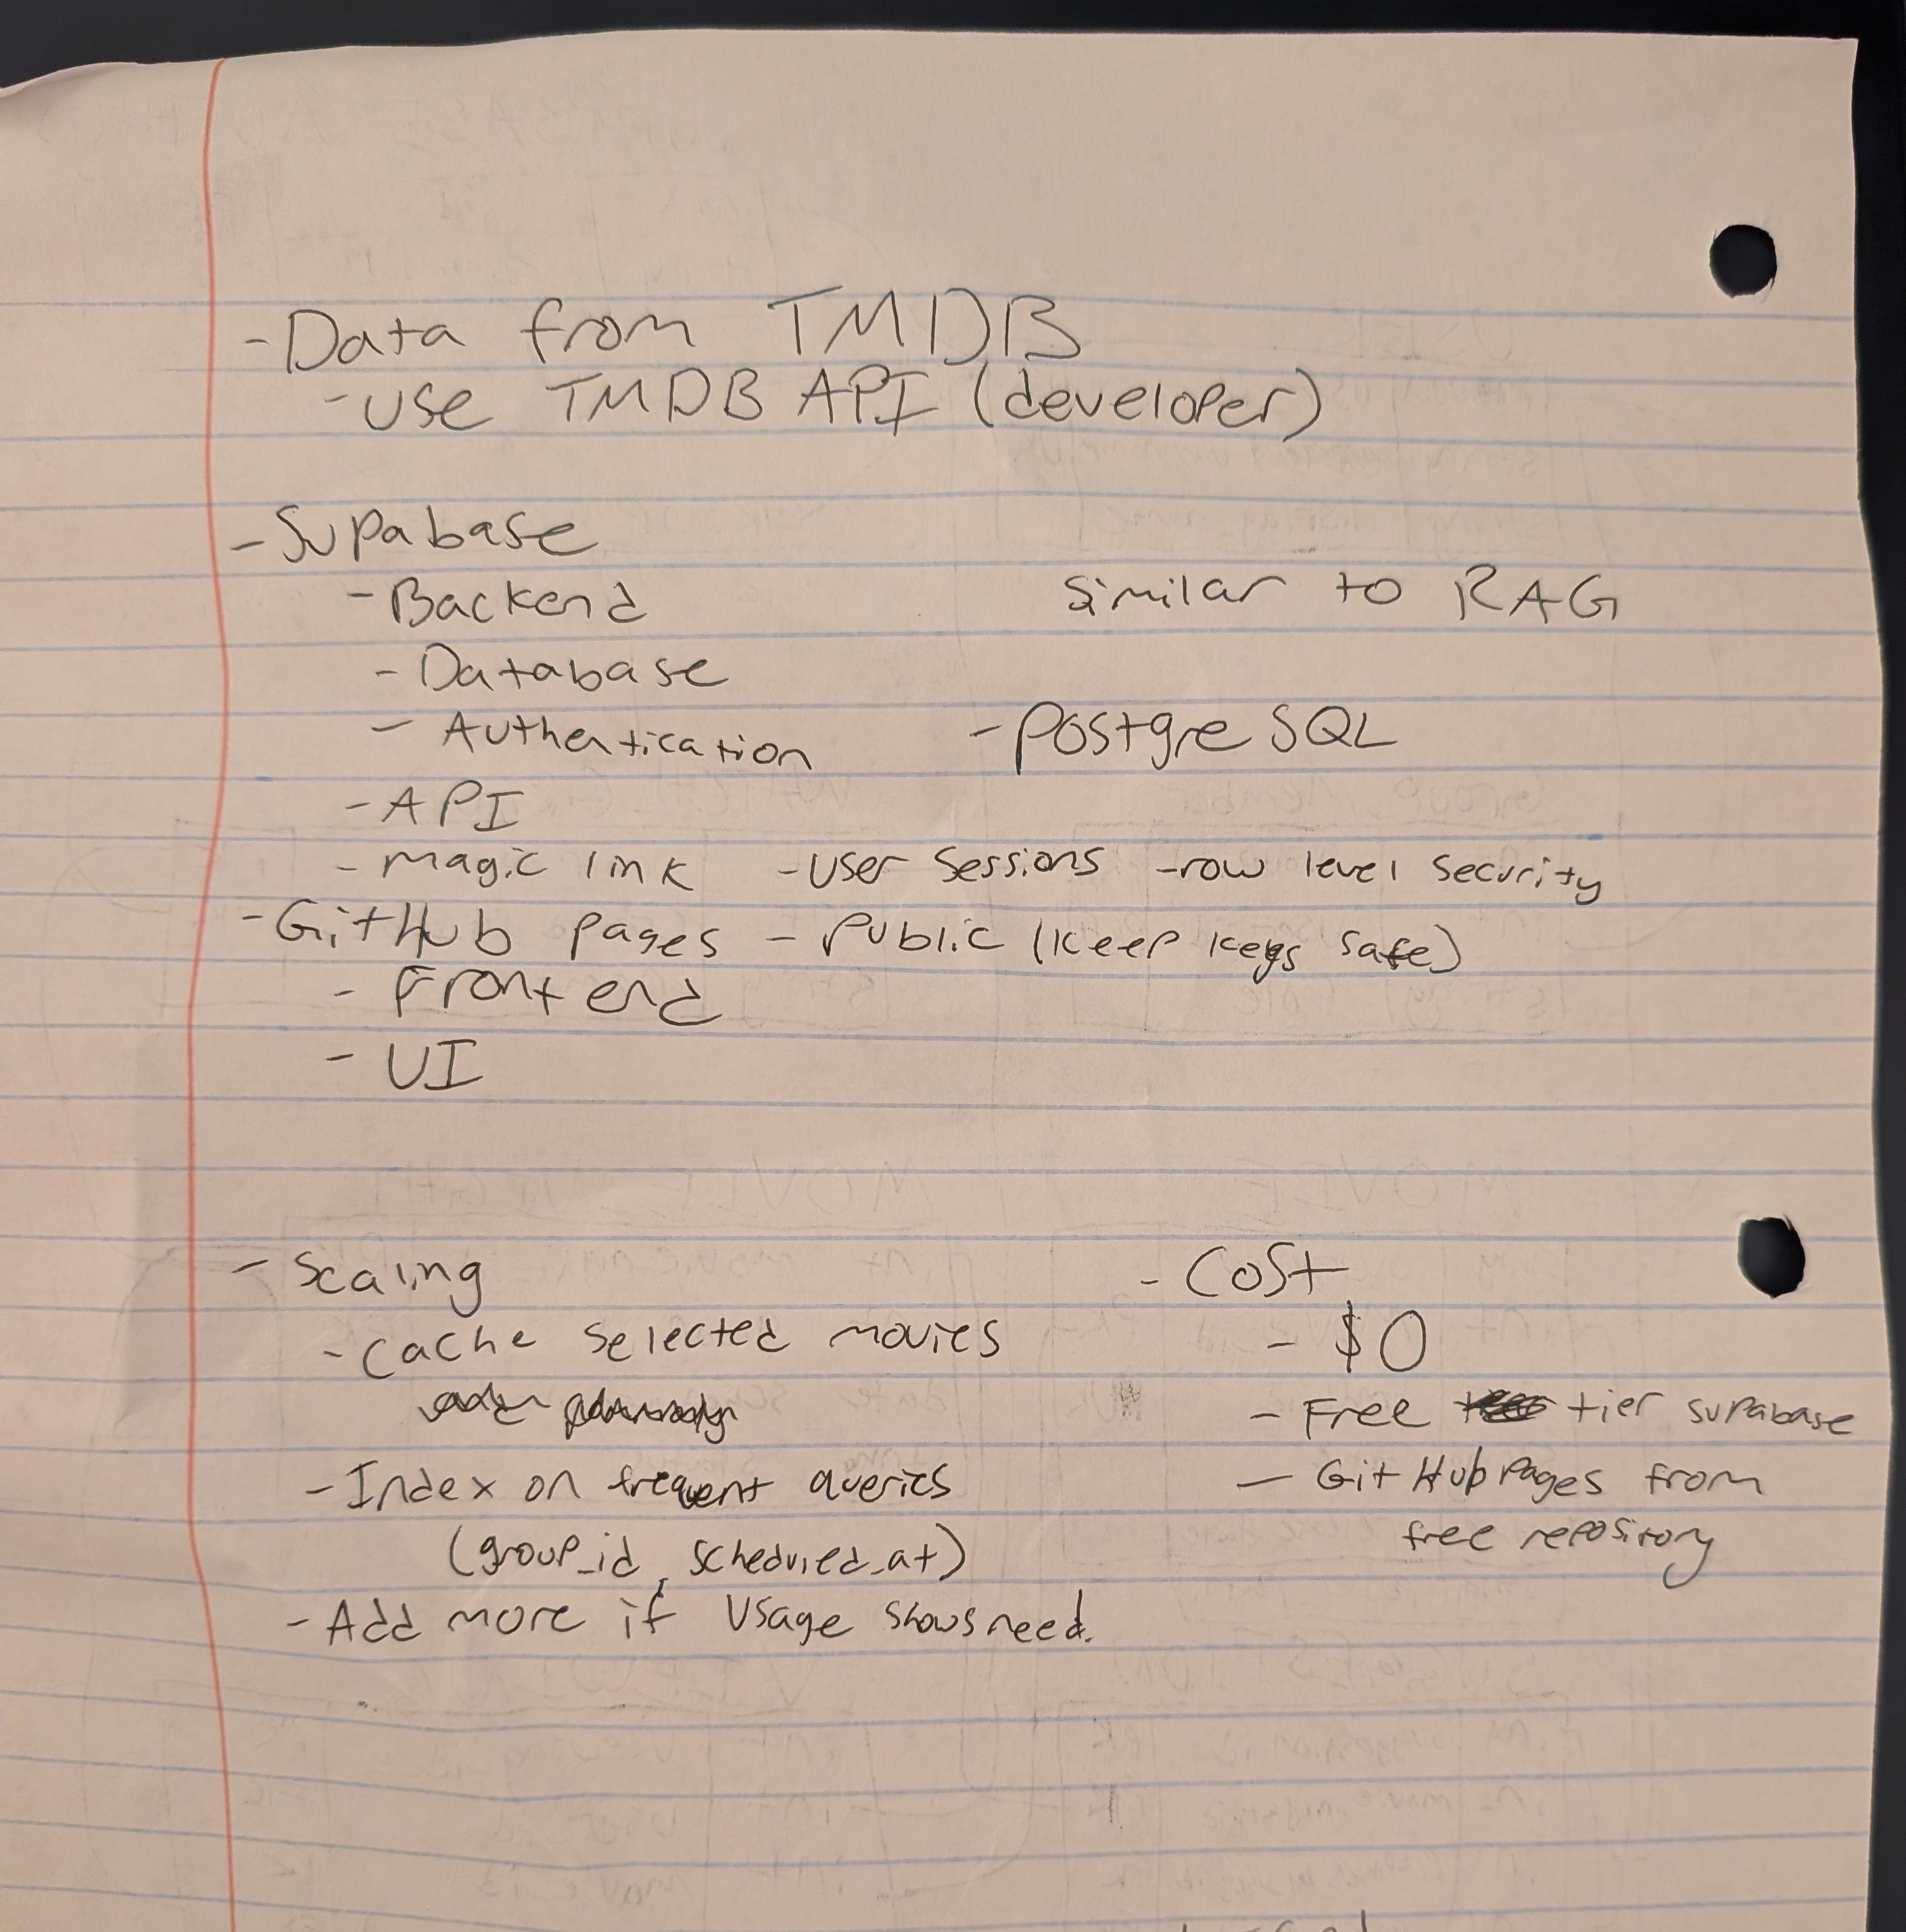 - Data from TMDB
- use TMDB API (developer)
- Supabase
- Backend
similar to RAG
- Database
- Authentication
- PostgreSQL
- API
- magic link - user sessions - row level security
- GitHub pages - Public (keep keys safe)
- Front end
- UI
- Scaling
- Cache selected movies
- Index on frequent queries
(group_id, scheduled_at)
- Add more if usage shows need.
- Cost
- $0
- Free tier supabase
- GitHub Pages from
free repository